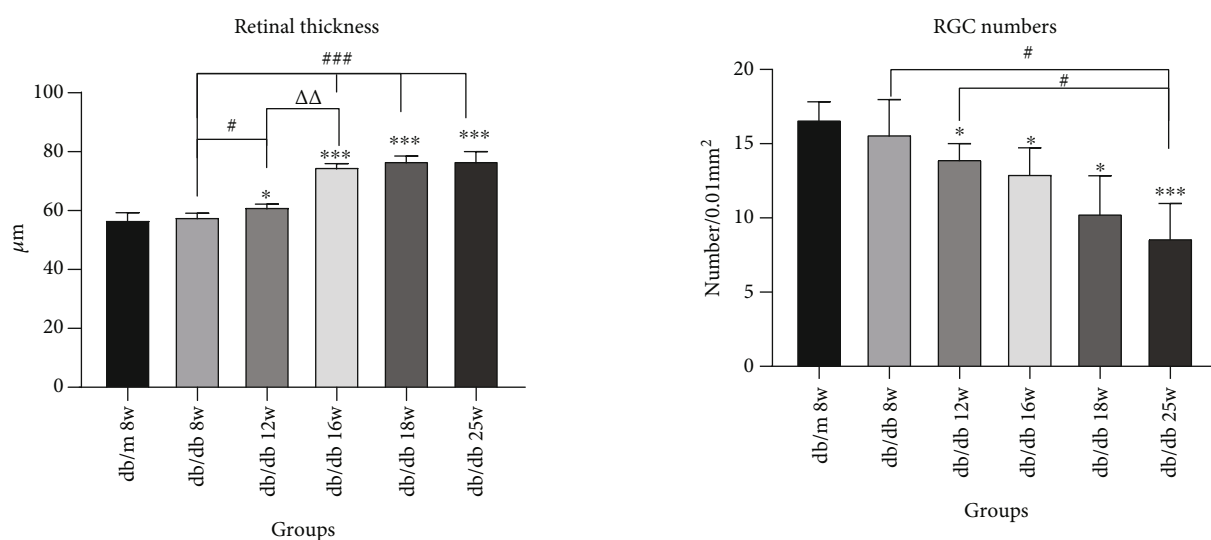 Retinal thickness
###
ΔΔ
#
*
***
***
***
100
80
60
40
20
0
μm
db/m 8w
db/db 8w
db/db 12w
db/db 16w
db/db 18w
db/db 25w
Groups
RGC numbers
#
#
*
*
*
***
20
15
10
5
0
Number/0.01mm²
db/m 8w
db/db 8w
db/db 12w
db/db 16w
db/db 18w
db/db 25w
Groups